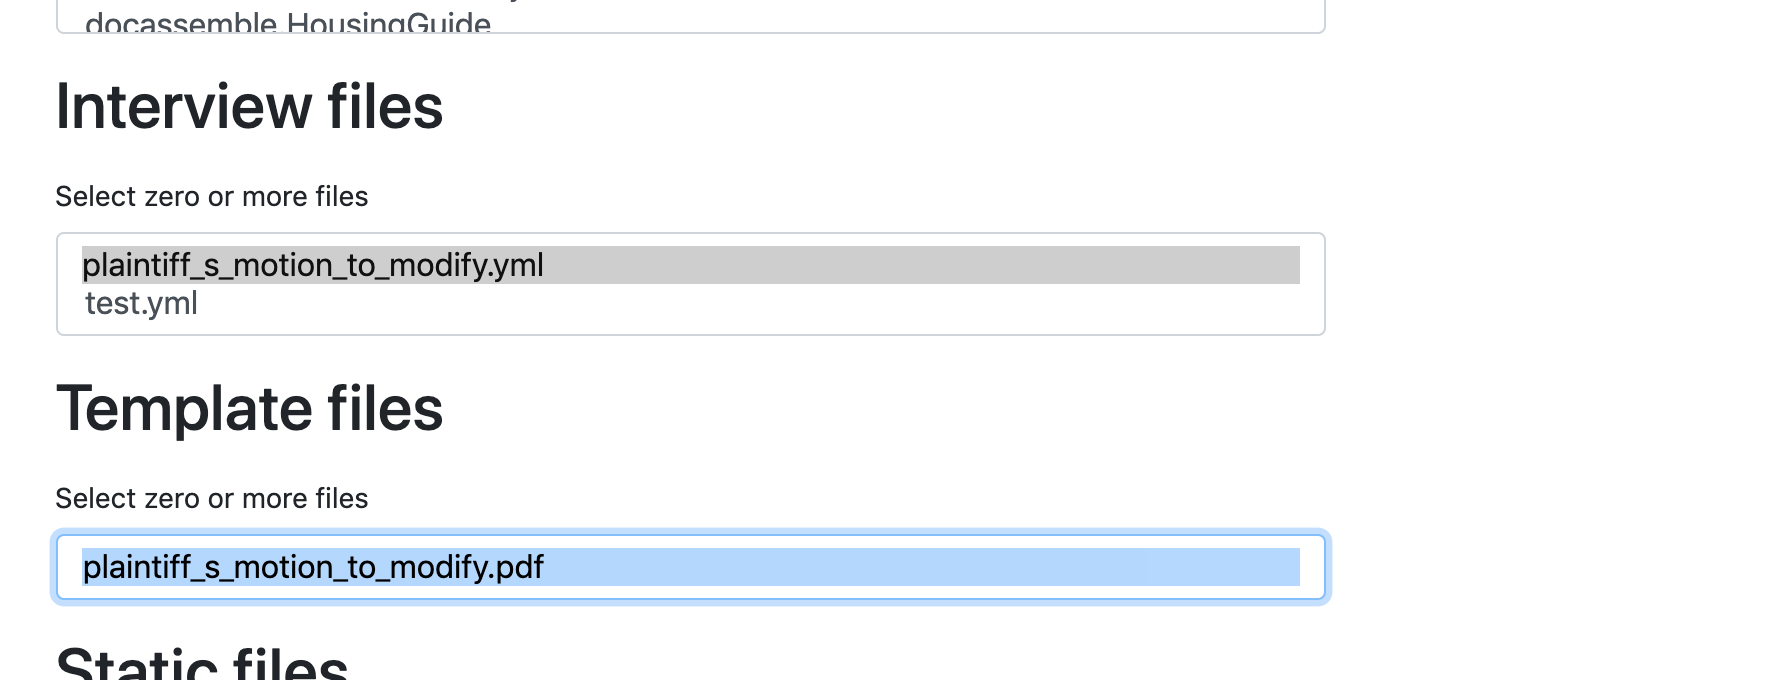 docassemble.HousingGuide
Interview files
Select zero or more files
plaintiff_s_motion_to_modify.yml
test.yml
Template files
Select zero or more files
plaintiff_s_motion_to_modify.pdf
Static files